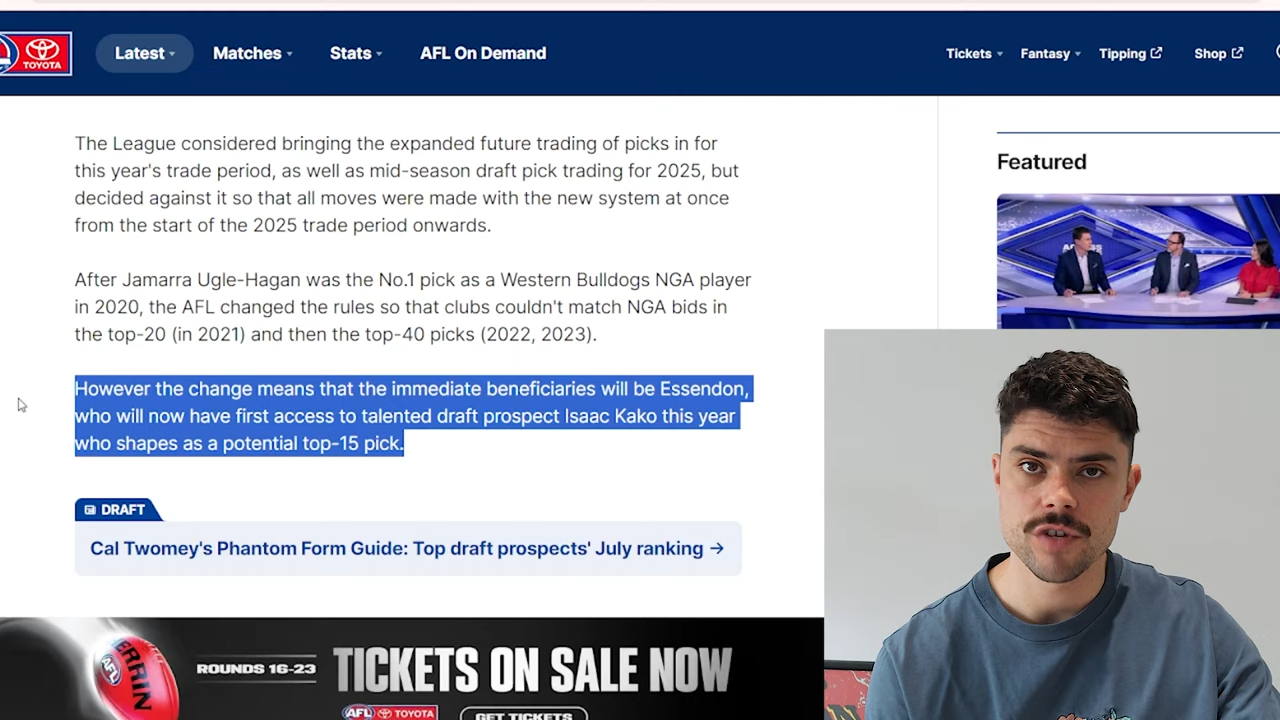 TOYOTA
Latest
Matches
Stats
AFL On Demand
Tickets
Fantasy
Tipping
Shop
The League considered bringing the expanded future trading of picks in for
this year's trade period, as well as mid-season draft pick trading for 2025, but
decided against it so that all moves were made with the new system at once
from the start of the 2025 trade period onwards.
After Jamarra Ugle-Hagan was the No.1 pick as a Western Bulldogs NGA player
in 2020, the AFL changed the rules so that clubs couldn't match NGA bids in
the top-20 (in 2021) and then the top-40 picks (2022, 2023).
However the change means that the immediate beneficiaries will be Essendon,
who will now have first access to talented draft prospect Isaac Kako this year
who shapes as a potential top-15 pick.
DRAFT
Cal Twomey's Phantom Form Guide: Top draft prospects' July ranking →
Featured
AFL
ROUNDS 16-23
TICKETS ON SALE NOW
AFL TOYOTA
GET TICKETS